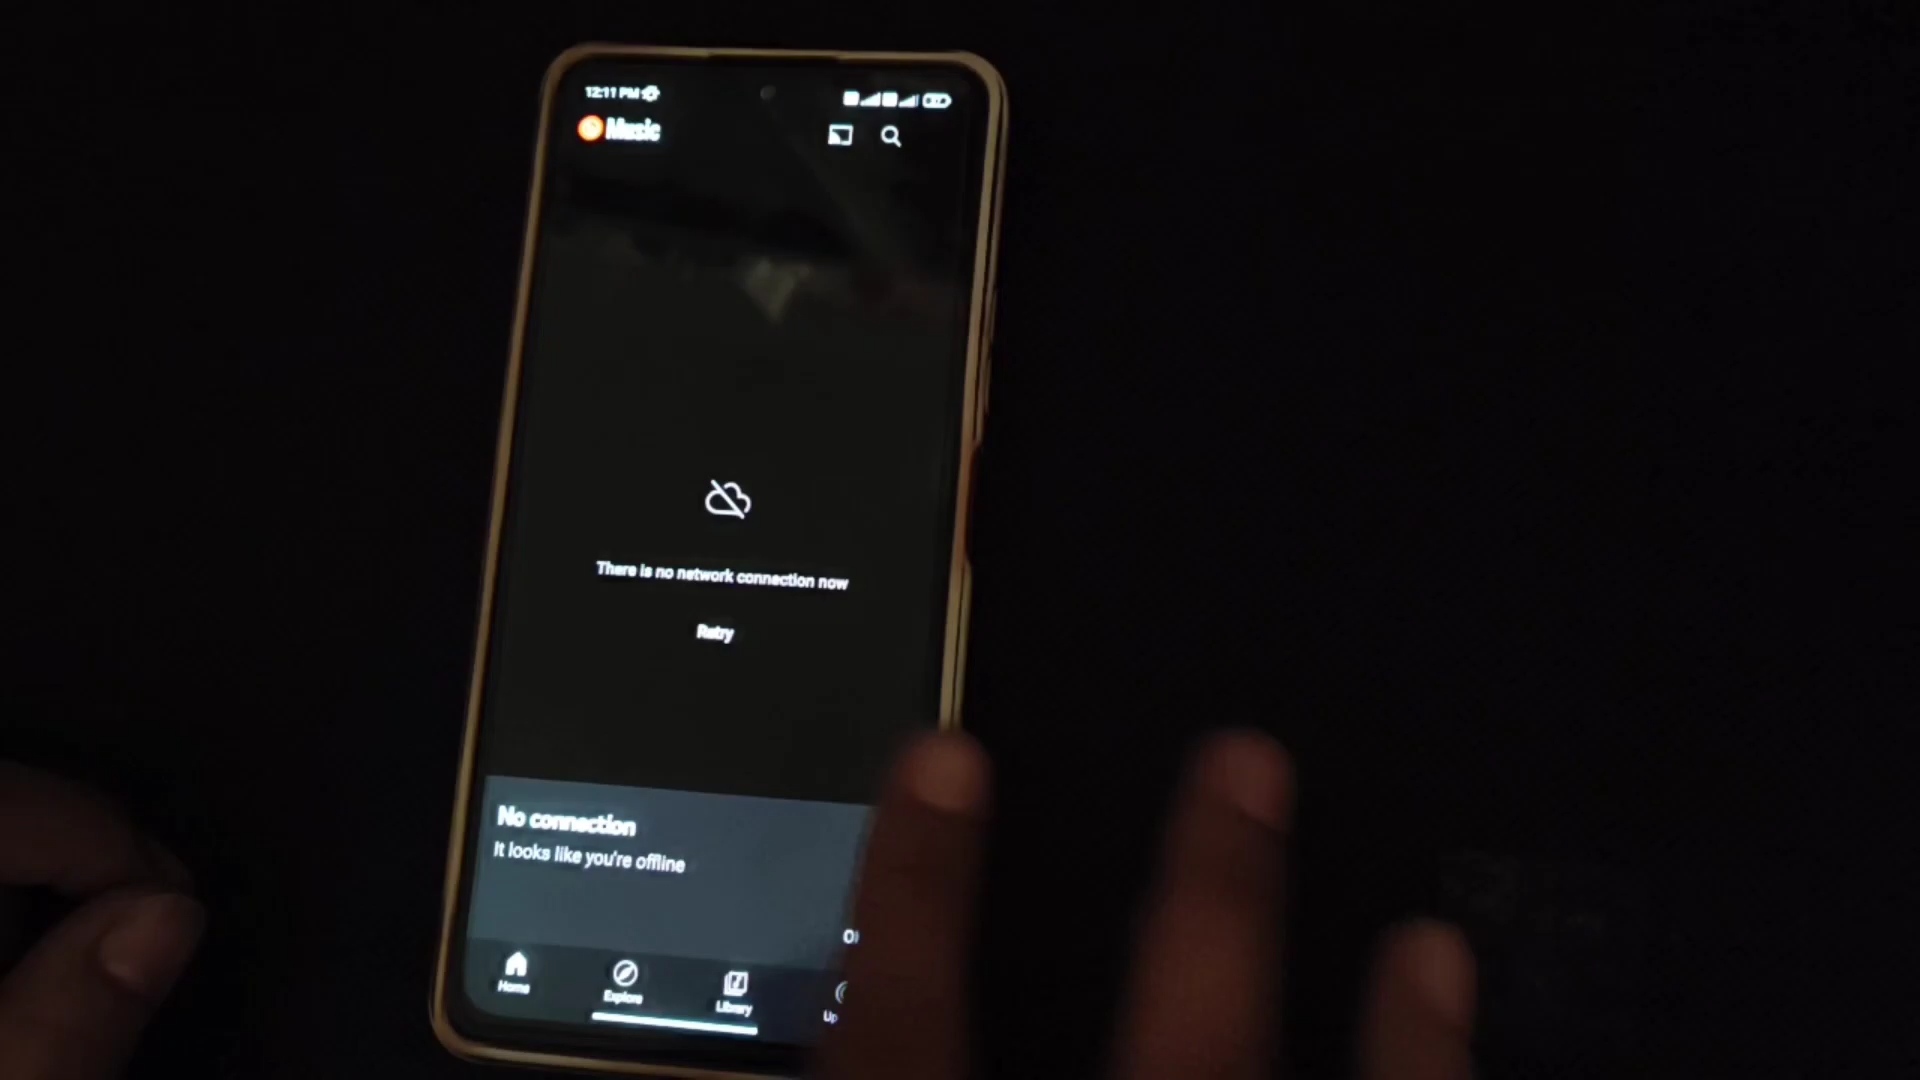 12:11 PM
Music
There is no network connection now
Retry
No connection
It looks like you're offline
Home
Explore
Library